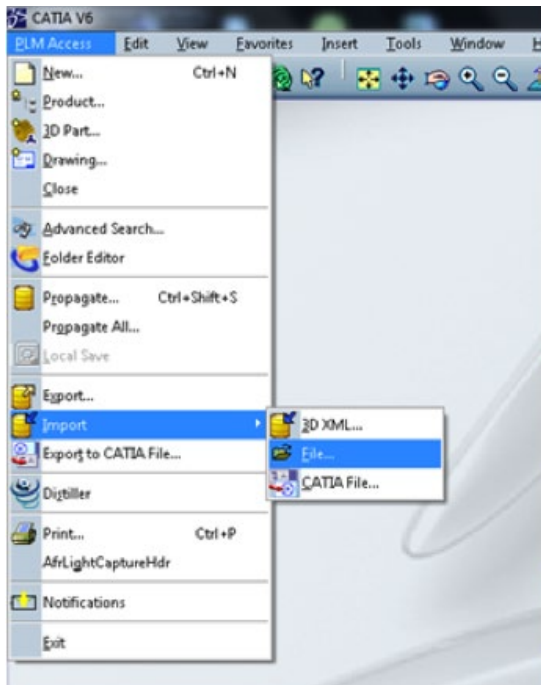 CATIA V6
PLM Access Edit View Favorites Insert Tools Window H
New... Ctrl+N
Product...
3D Part...
Drawing...
Close
Advanced Search...
Folder Editor
Propagate... Ctrl+Shift+S
Propagate All...
Local Save
Export...
Import
3D XML...
File...
CATIA File...
Export to CATIA File...
Distiller
Print... Ctrl+P
AfrLightCaptureHdr
Notifications
Exit